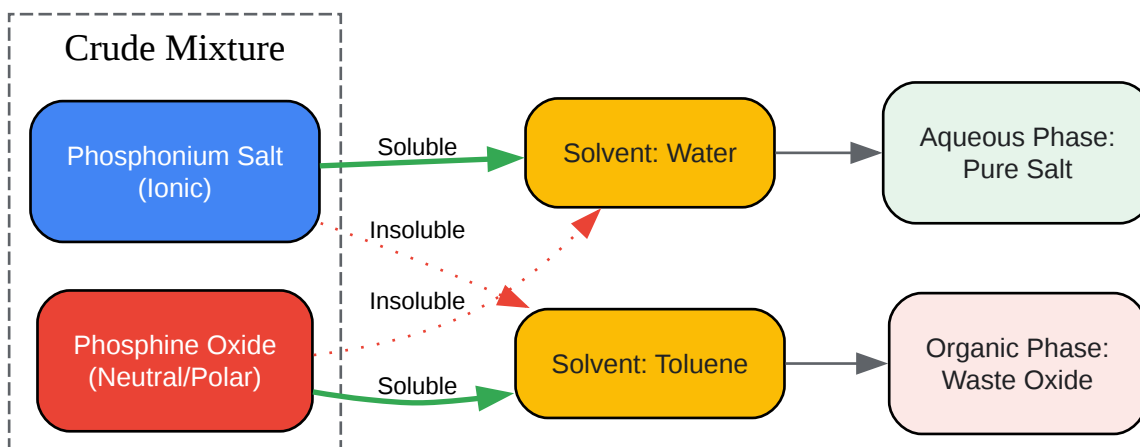 Crude Mixture
Phosphonium Salt
(Ionic)
Soluble
Solvent: Water
Aqueous Phase:
Pure Salt
Insoluble
Insoluble
Phosphine Oxide
(Neutral/Polar)
Soluble
Solvent: Toluene
Organic Phase:
Waste Oxide